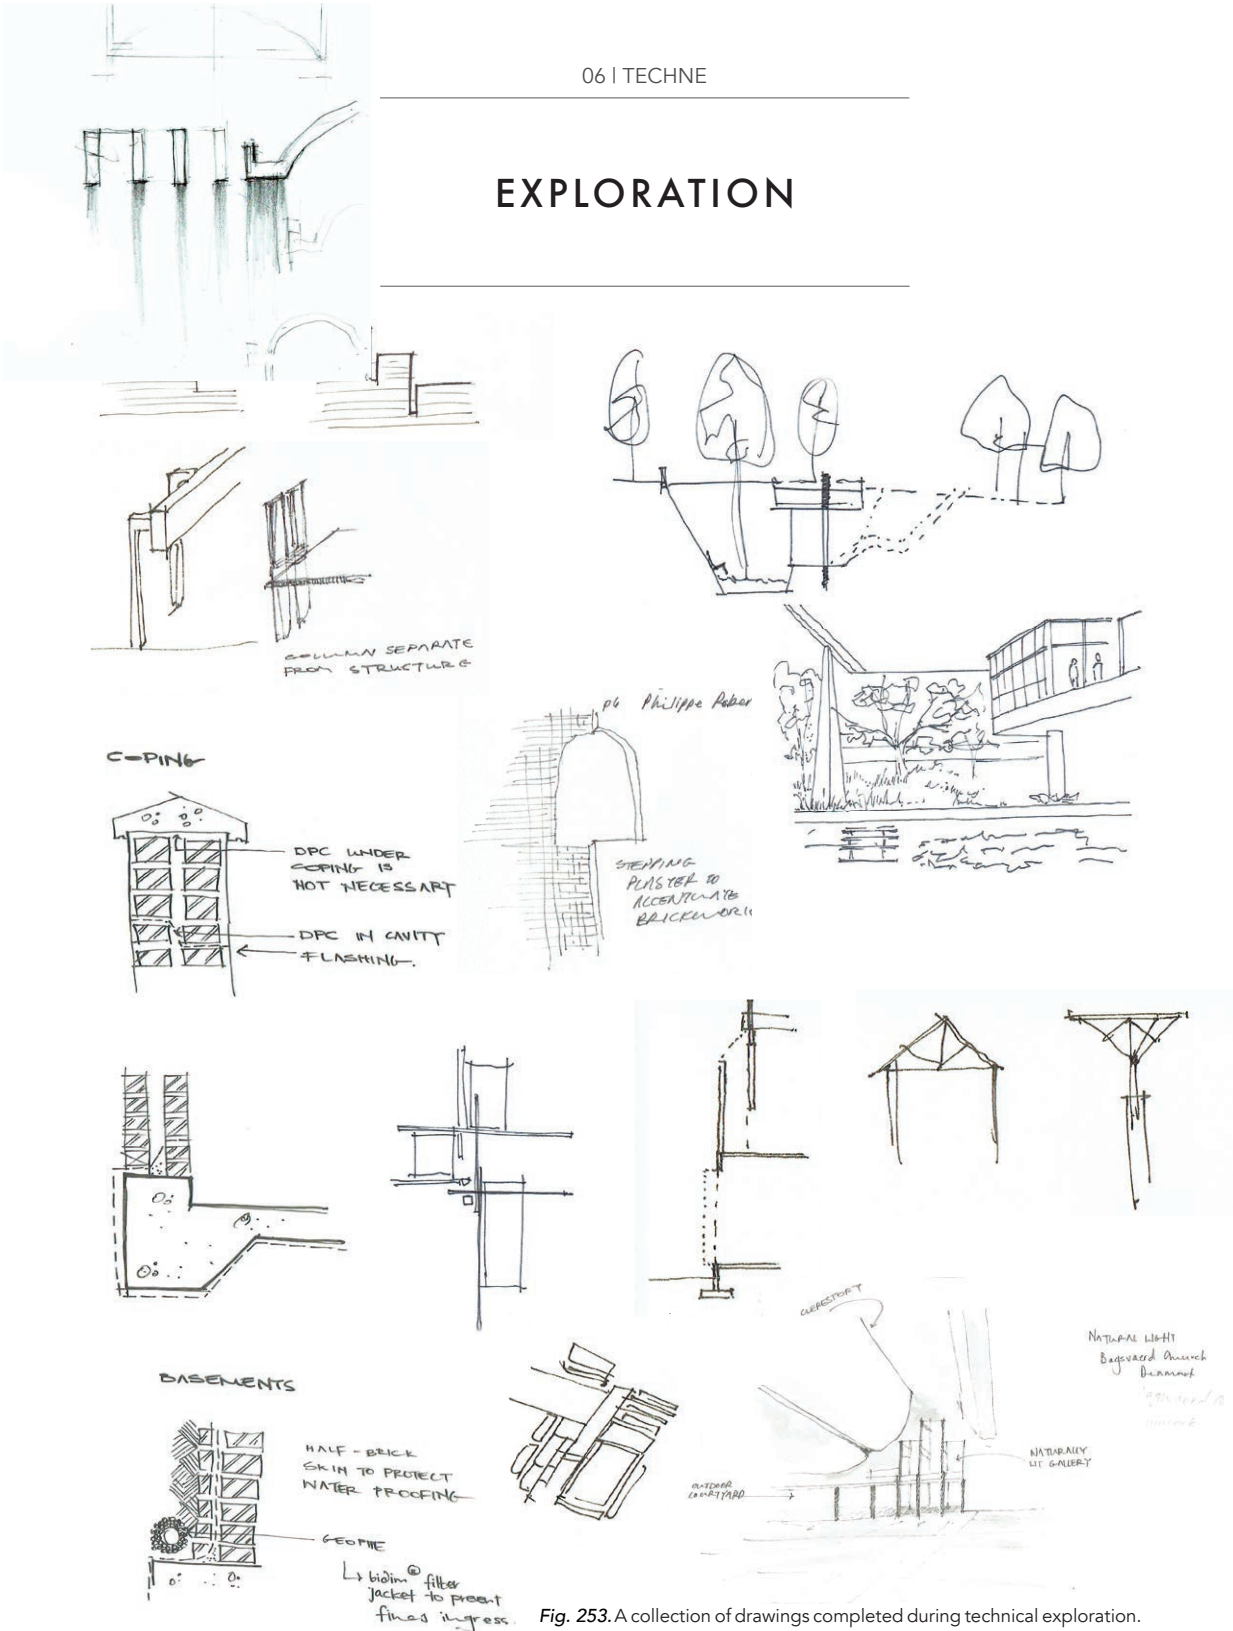 06 | TECHNE
EXPLORATION
COLUMN SEPARATE
FROM STRUCTURE
p6 Philippe
STEPPING
PLASTER TO
ACCENTUATE
BRICKWORK
COPING
DPC UNDER
COPING IS
NOT NECESSARY
DPC IN CAVITY
FLASHING.
CLERESTORY
NATURAL LIGHT
Bagsvaerd Church
Denmark
NATURALLY
LIT GALLERY
OUTDOOR
COURTYARD
BASEMENTS
HALF-BRICK
SKIN TO PROTECT
WATER PROOFING
GEOPIPE
↳ bidim® filter
jacket to prevent
fines ingress.
Fig. 253. A collection of drawings completed during technical exploration.